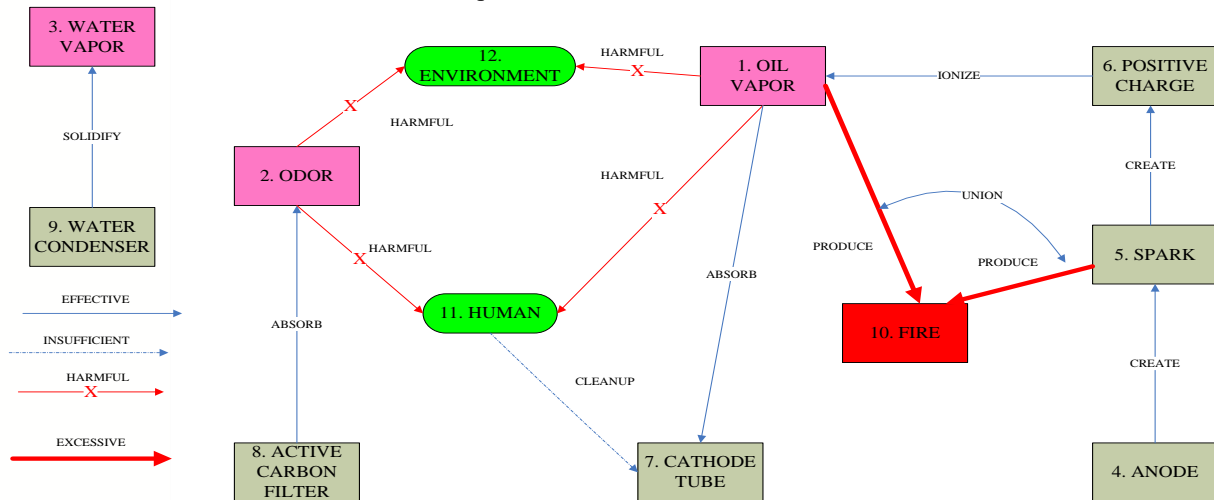 3. WATER
VAPOR
12.
ENVIRONMENT
HARMFUL
1. OIL
VAPOR
6. POSITIVE
CHARGE
IONIZE
X
X
HARMFUL
SOLIDIFY
2. ODOR
HARMFUL
CREATE
UNION
X
9. WATER
CONDENSER
HARMFUL
X
PRODUCE
PRODUCE
5. SPARK
ABSORB
EFFECTIVE
11. HUMAN
ABSORB
10. FIRE
INSUFFICIENT
CREATE
HARMFUL
X
CLEANUP
EXCESSIVE
8. ACTIVE
CARBON
FILTER
7. CATHODE
TUBE
4. ANODE